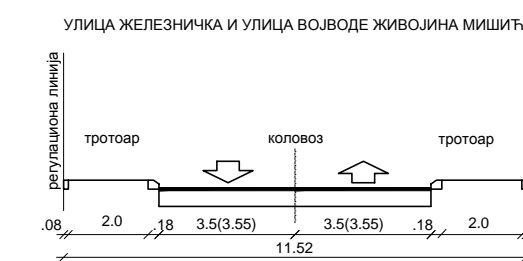 УЛИЦА ЖЕЛЕЗНИЧКА И УЛИЦА ВОЈВОДЕ ЖИВОЈИНА МИШИЋ
регулациона линија
тротоар коловоз тротоар
.08 2.0 .18 3.5(3.55) 3.5(3.55) .18 2.0
11.52